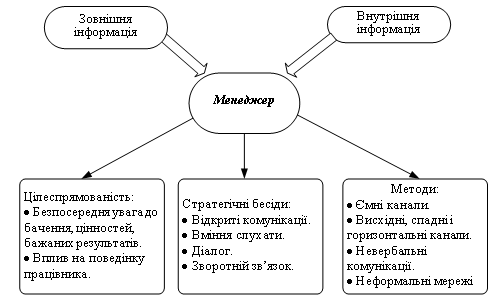 Зовнішня
інформація
Внутрішня
інформація
Менеджер
Цілеспрямованість:
● Безпосередня увага до
бачення, цінностей,
бажаних результатів.
● Вплив на поведінку
працівника.
Стратегічні бесіди:
● Відкриті комунікації.
● Вміння слухати.
● Діалог.
● Зворотній зв’язок.
Методи:
● Ємні канали.
● Висхідні, спадні і
горизонтальні канали.
● Невербальні
комунікації.
● Неформальні мережі